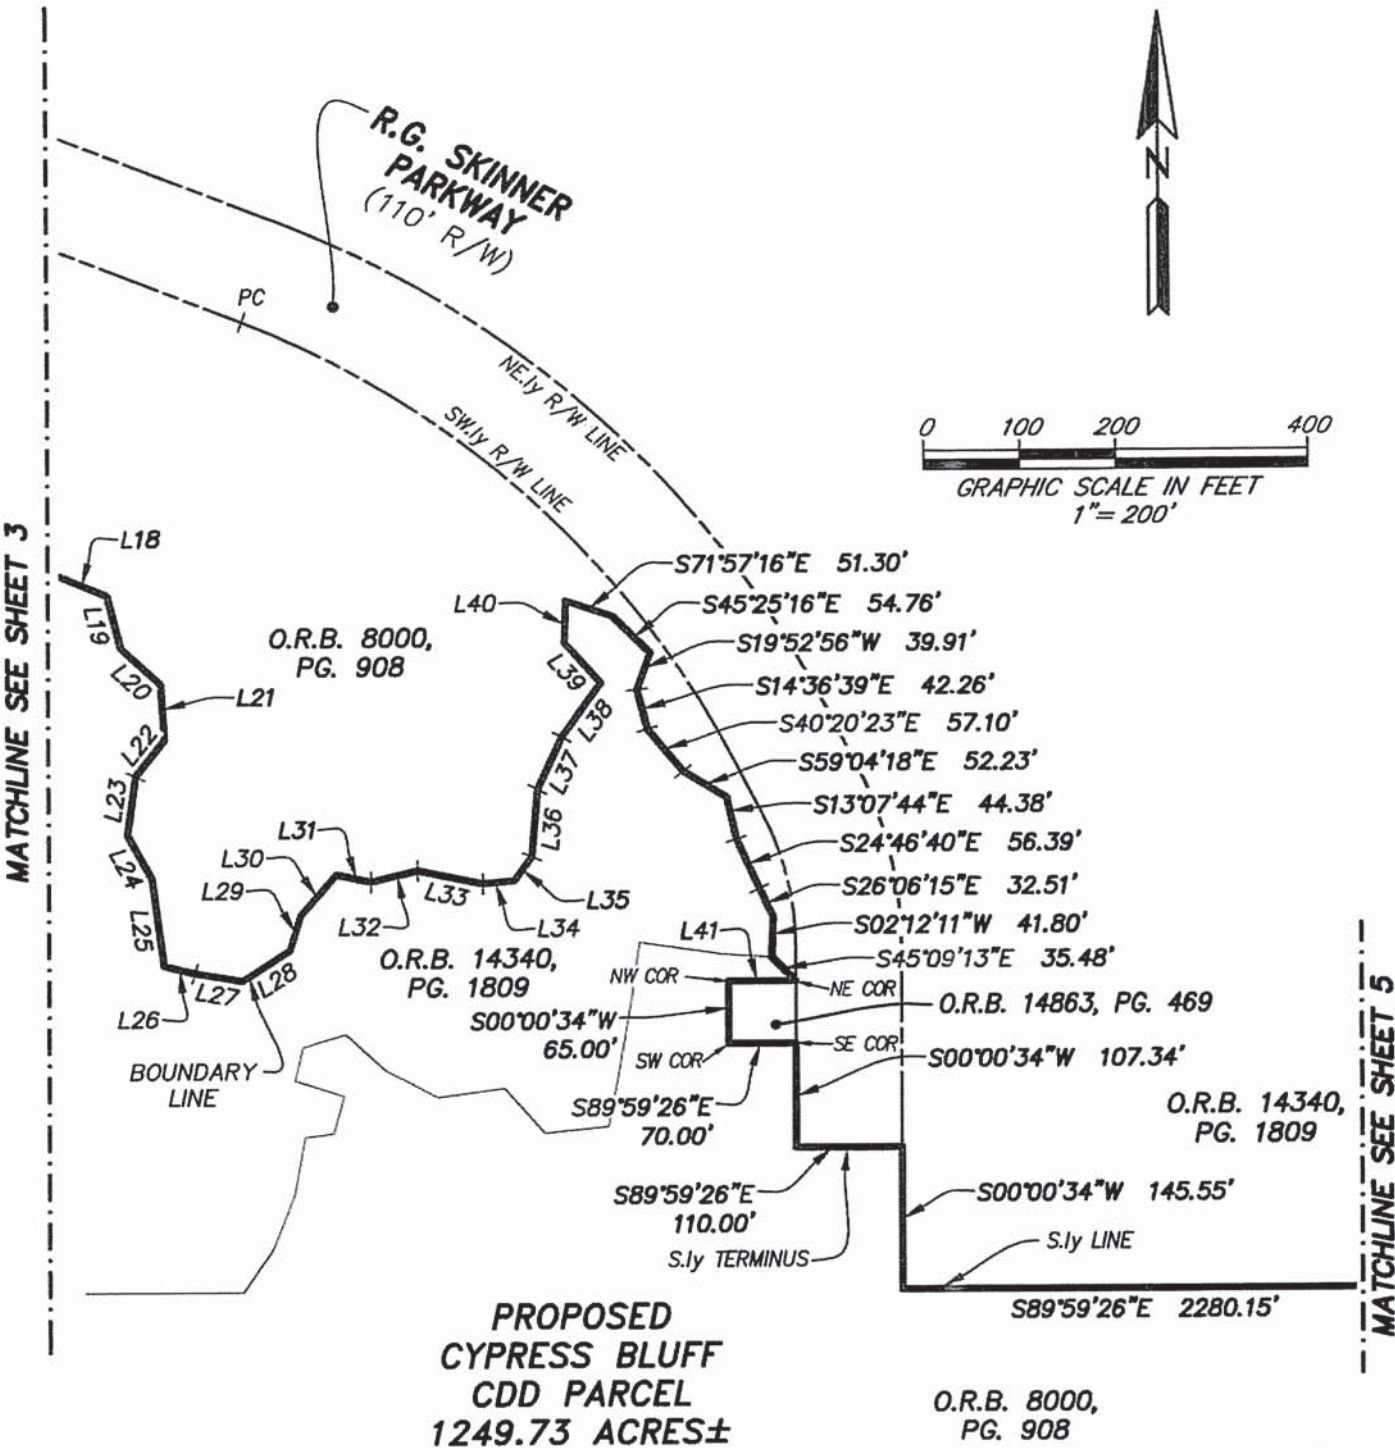 R.G. SKINNER
PARKWAY
(110' R/W)
N
PC
NE.ly R/W LINE
SW.ly R/W LINE
0 100 200 400
GRAPHIC SCALE IN FEET
1"= 200'
MATCHLINE SEE SHEET 3
L18
L19
L20
L21
L22
L23
L24
L25
L26
L27
L28
L29
L30
L31
L32
L33
L34
L35
L36
L37
L38
L39
L40
O.R.B. 8000,
PG. 908
S71°57'16"E 51.30'
S45°25'16"E 54.76'
S19°52'56"W 39.91'
S14°36'39"E 42.26'
S40°20'23"E 57.10'
S59°04'18"E 52.23'
S13°07'44"E 44.38'
S24°46'40"E 56.39'
S26°06'15"E 32.51'
S02°12'11"W 41.80'
S45°09'13"E 35.48'
L41
NW COR
NE COR
O.R.B. 14340,
PG. 1809
O.R.B. 14863, PG. 469
S00°00'34"W
65.00'
SW COR
SE COR
S00°00'34"W 107.34'
BOUNDARY
LINE
S89°59'26"E
70.00'
O.R.B. 14340,
PG. 1809
S89°59'26"E
110.00'
S00°00'34"W 145.55'
S.ly TERMINUS
S.ly LINE
S89°59'26"E 2280.15'
MATCHLINE SEE SHEET 5
PROPOSED
CYPRESS BLUFF
CDD PARCEL
1249.73 ACRES±
O.R.B. 8000,
PG. 908